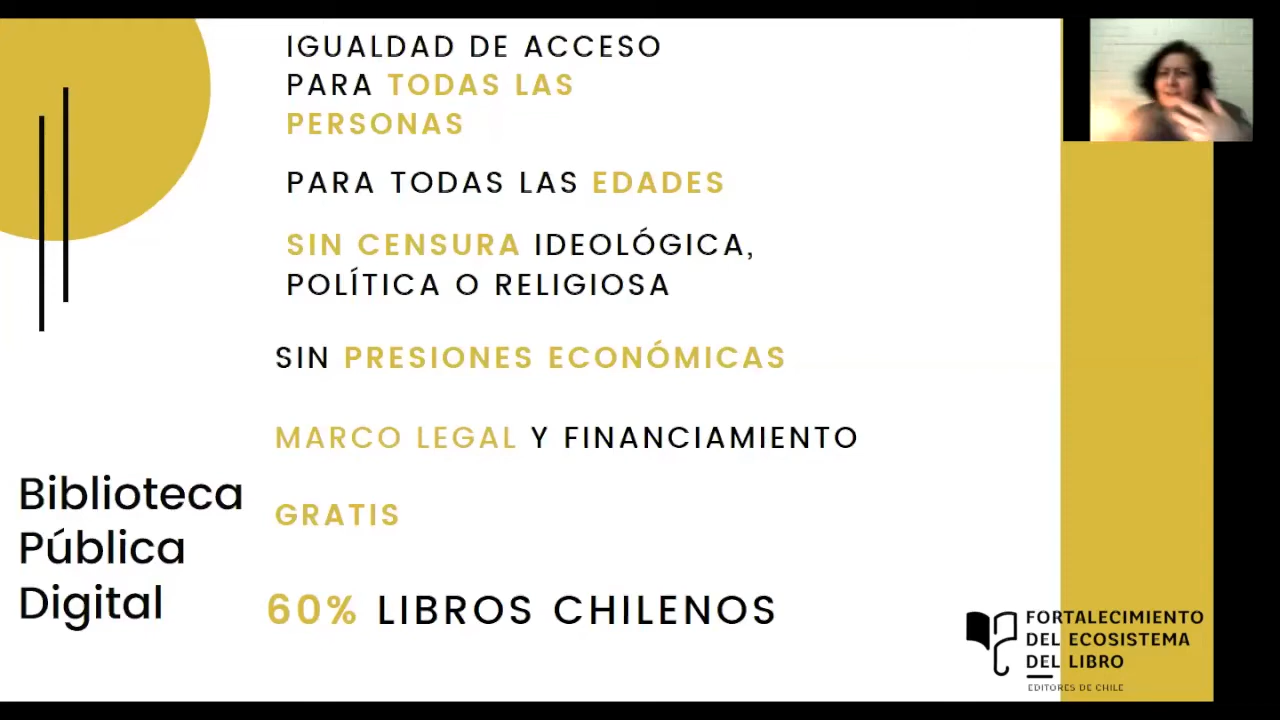 IGUALDAD DE ACCESO
PARA TODAS LAS
PERSONAS
PARA TODAS LAS EDADES
SIN CENSURA IDEOLÓGICA,
POLÍTICA O RELIGIOSA
SIN PRESIONES ECONÓMICAS
MARCO LEGAL Y FINANCIAMIENTO
GRATIS
60% LIBROS CHILENOS
Biblioteca
Pública
Digital
FORTALECIMIENTO
DEL ECOSISTEMA
DEL LIBRO
EDITORES DE CHILE